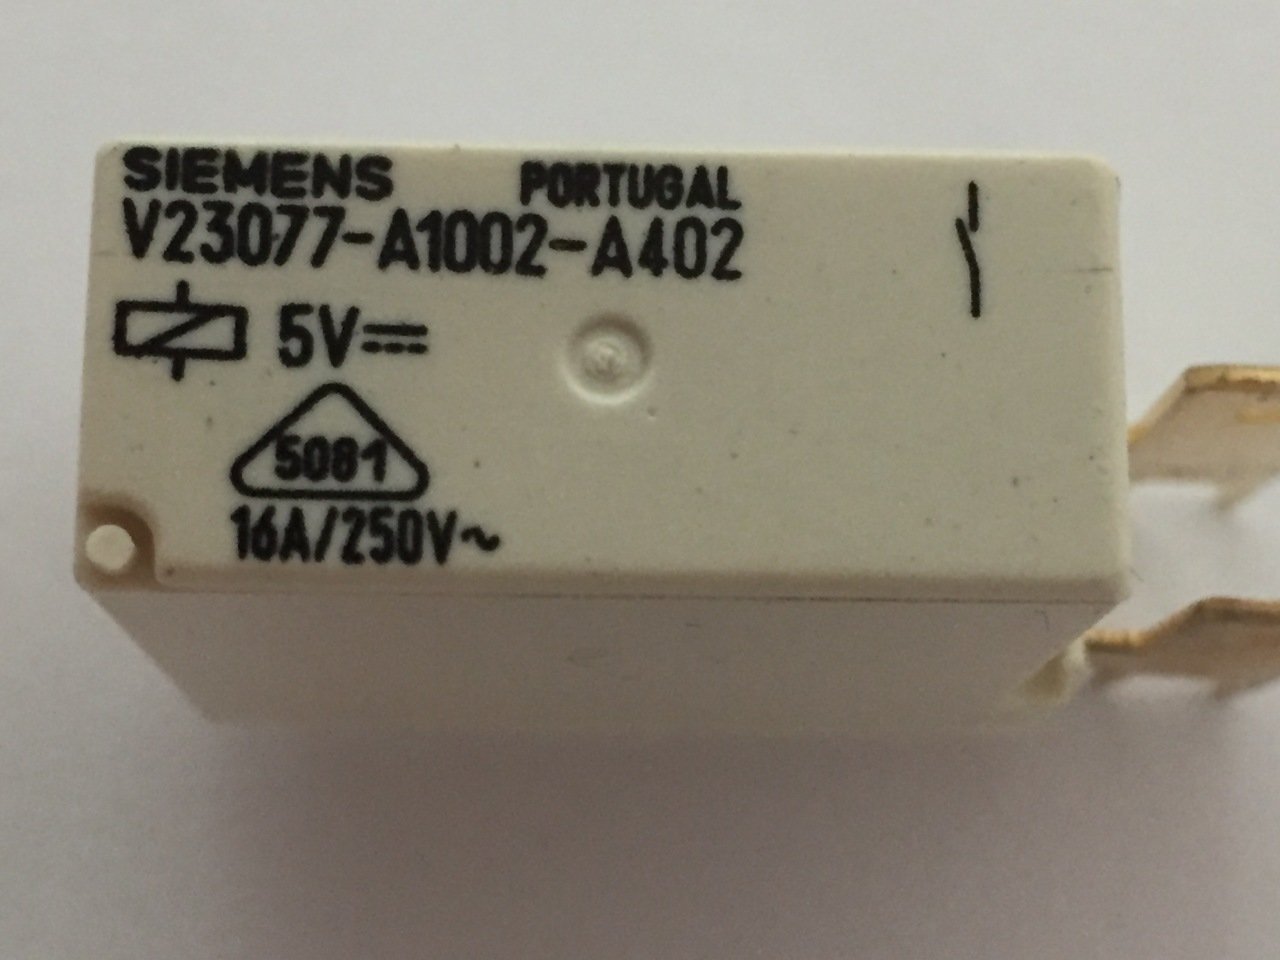 SIEMENS PORTUGAL
V23077-A1002-A402
5V⎓
5081
16A/250V~